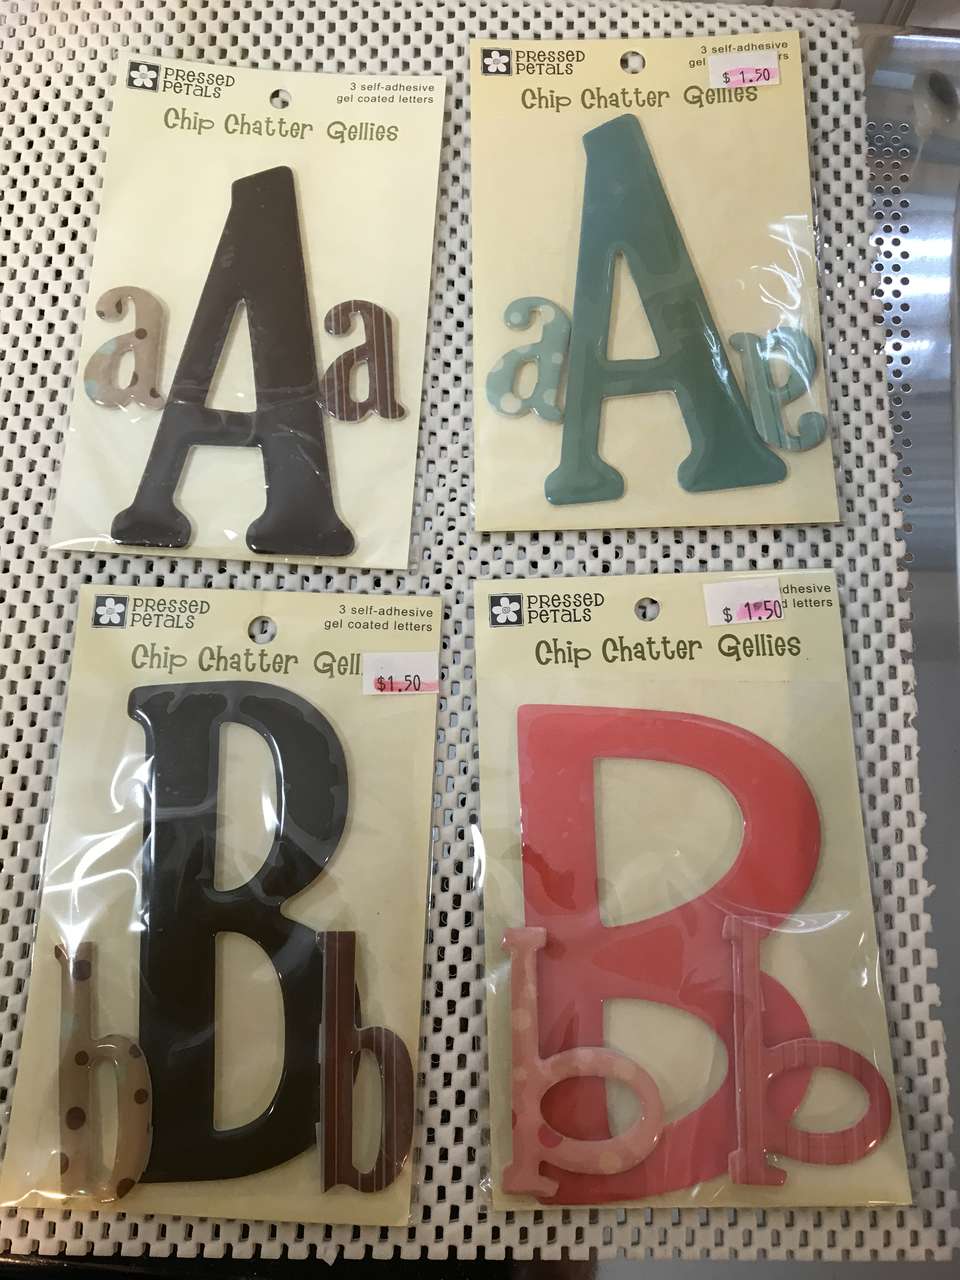 PRESSED
PETALS
3 self-adhesive
gel coated letters
Chip Chatter Gellies
A
a
a
PRESSED
PETALS
3 self-adhesive
gel
$1.50
Chip Chatter Gellies
A
a
a
PRESSED
PETALS
3 self-adhesive
gel coated letters
Chip Chatter Gell
$1.50
B
b
b
PRESSED
PETALS
dhesive
d letters
$1.50
Chip Chatter Gellies
B
b
b